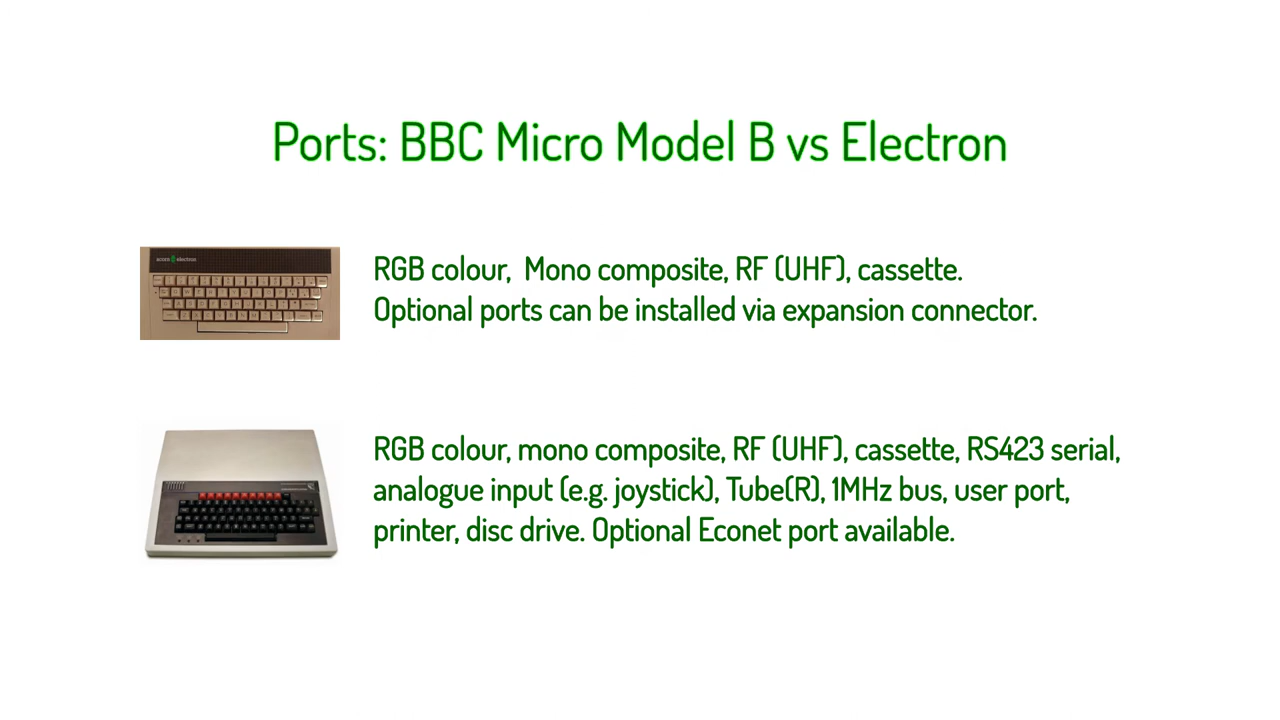 Ports: BBC Micro Model B vs Electron
acorn electron
RGB colour,  Mono composite, RF (UHF), cassette.
Optional ports can be installed via expansion connector.
RGB colour, mono composite, RF (UHF), cassette, RS423 serial,
analogue input (e.g. joystick), Tube(R), 1MHz bus, user port,
printer, disc drive. Optional Econet port available.